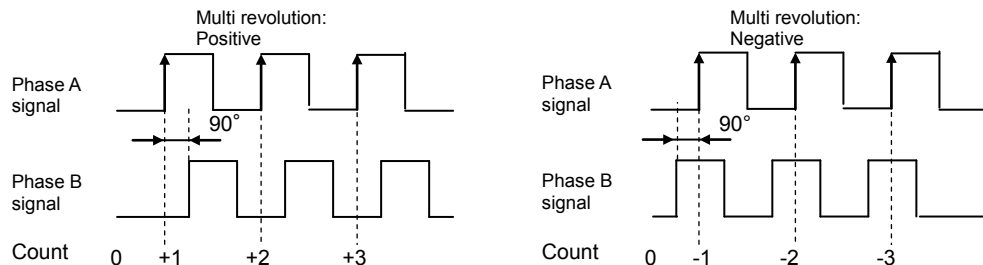 Multi revolution:
Positive
Phase A
signal
90°
Phase B
signal
Count 0 +1 +2 +3
Multi revolution:
Negative
Phase A
signal
90°
Phase B
signal
Count 0 -1 -2 -3